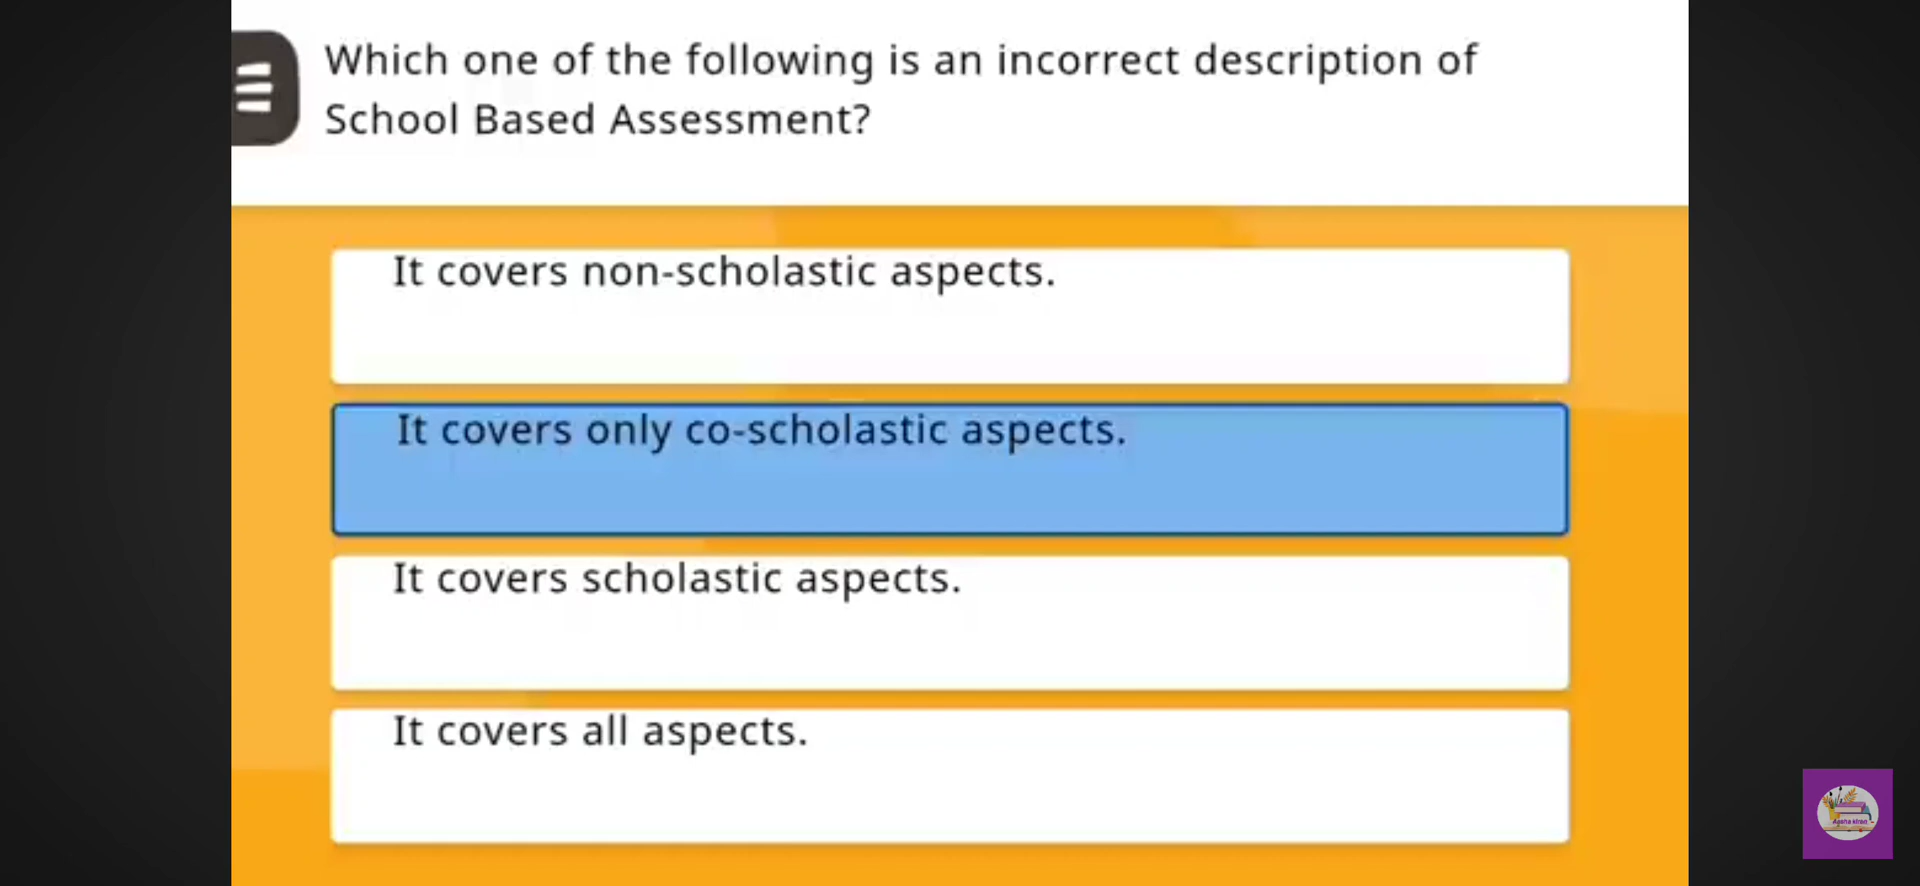 Which one of the following is an incorrect description of
School Based Assessment?
It covers non-scholastic aspects.
It covers only co-scholastic aspects.
It covers scholastic aspects.
It covers all aspects.